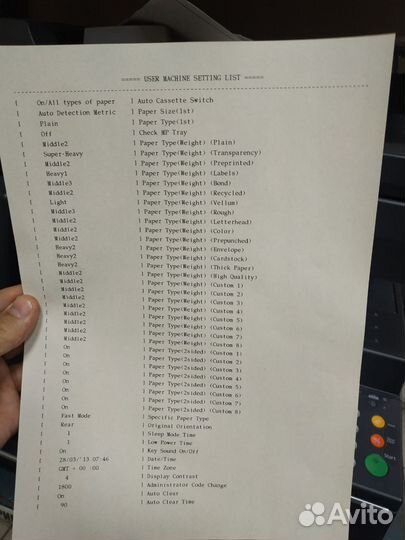 ===== USER MACHINE SETTING LIST =====
[ On/All types of paper ] Auto Cassette Switch
[ Auto Detection Metric ] Paper Size(1st)
[ Plain ] Paper Type(1st)
[ Off ] Check MP Tray
[ Middle2 ] Paper Type(Weight) (Plain)
[ Super-Heavy ] Paper Type(Weight) (Transparency)
[ Middle2 ] Paper Type(Weight) (Preprinted)
[ Heavy1 ] Paper Type(Weight) (Labels)
[ Middle3 ] Paper Type(Weight) (Bond)
[ Middle2 ] Paper Type(Weight) (Recycled)
[ Light ] Paper Type(Weight) (Vellum)
[ Middle3 ] Paper Type(Weight) (Rough)
[ Middle2 ] Paper Type(Weight) (Letterhead)
[ Middle2 ] Paper Type(Weight) (Color)
[ Middle2 ] Paper Type(Weight) (Prepunched)
[ Heavy2 ] Paper Type(Weight) (Envelope)
[ Heavy2 ] Paper Type(Weight) (Cardstock)
[ Heavy2 ] Paper Type(Weight) (Thick Paper)
[ Middle2 ] Paper Type(Weight) (High Quality)
[ Middle2 ] Paper Type(Weight) (Custom 1)
[ Middle2 ] Paper Type(Weight) (Custom 2)
[ Middle2 ] Paper Type(Weight) (Custom 3)
[ Middle2 ] Paper Type(Weight) (Custom 4)
[ Middle2 ] Paper Type(Weight) (Custom 5)
[ Middle2 ] Paper Type(Weight) (Custom 6)
[ Middle2 ] Paper Type(Weight) (Custom 7)
[ Middle2 ] Paper Type(Weight) (Custom 8)
[ On ] Paper Type(2sided) (Custom 1)
[ On ] Paper Type(2sided) (Custom 2)
[ On ] Paper Type(2sided) (Custom 3)
[ On ] Paper Type(2sided) (Custom 4)
[ On ] Paper Type(2sided) (Custom 5)
[ On ] Paper Type(2sided) (Custom 6)
[ On ] Paper Type(2sided) (Custom 7)
[ On ] Paper Type(2sided) (Custom 8)
[ Fast Mode ] Specific Paper Type
[ Rear ] Original Orientation
[ 1 ] Sleep Mode Time
[ 1 ] Low Power Time
[ On ] Key Sound On/Off
[ 28/03/'13 07:46 ] Date/Time
[ GMT + 00 :00 ] Time Zone
[ 4 ] Display Contrast
[ 1800 ] Administrator Code Change
[ On ] Auto Clear
[ 90 ] Auto Clear Time
Avito